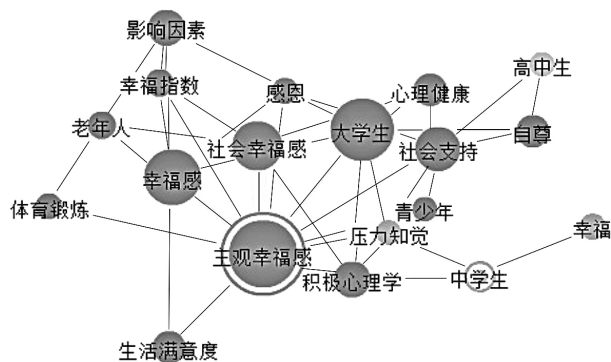 影响因素
高中生
幸福指数
感恩
心理健康
老年人
社会幸福感
大学生
社会支持
自尊
幸福感
体育锻炼
青少年
幸福
压力知觉
主观幸福感
积极心理学
中学生
生活满意度